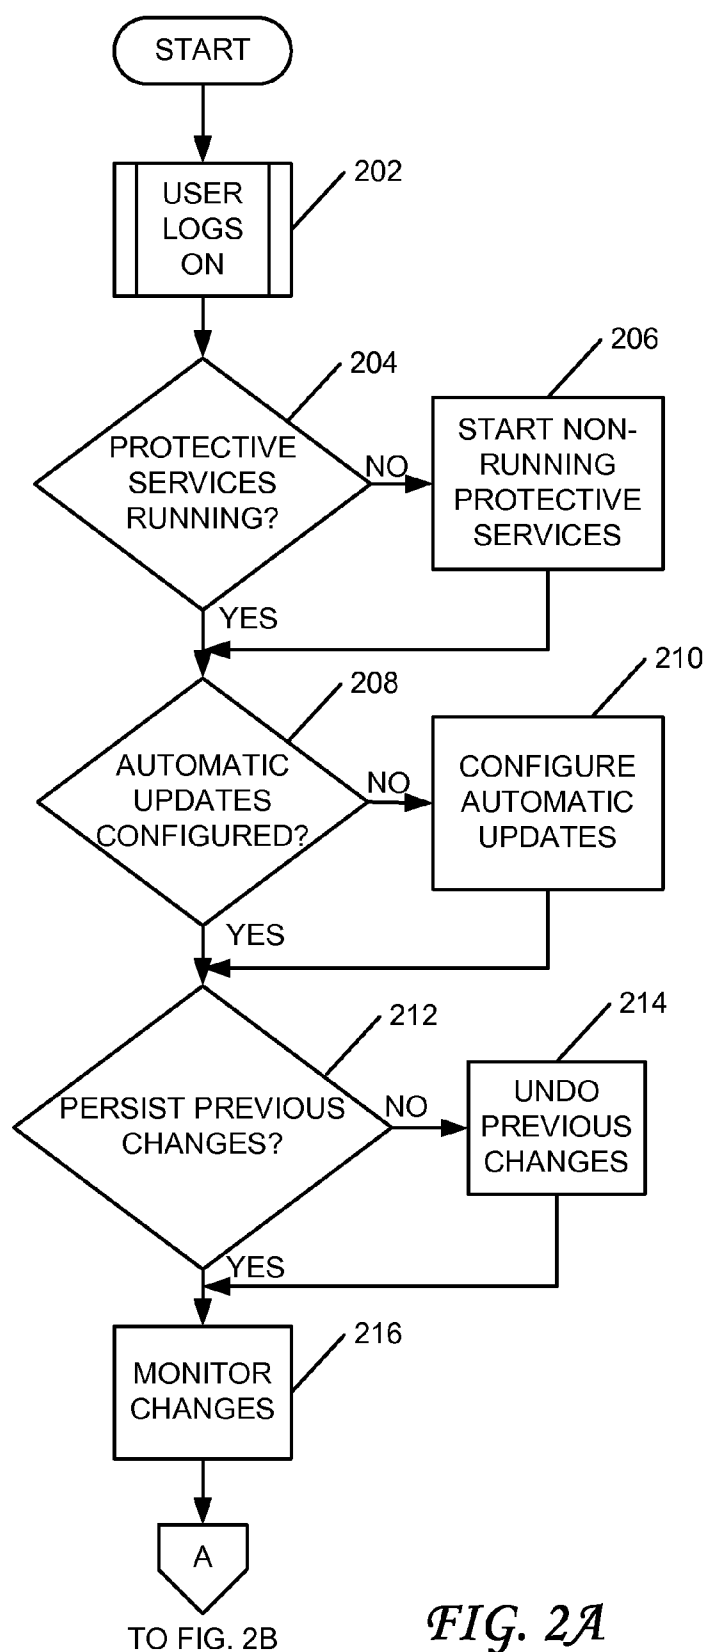 START
202
USER
LOGS
ON
204
PROTECTIVE
SERVICES
RUNNING?
NO
206
START NON-
RUNNING
PROTECTIVE
SERVICES
YES
208
AUTOMATIC
UPDATES
CONFIGURED?
NO
210
CONFIGURE
AUTOMATIC
UPDATES
YES
212
PERSIST PREVIOUS
CHANGES?
NO
214
UNDO
PREVIOUS
CHANGES
YES
216
MONITOR
CHANGES
A
TO FIG. 2B
FIG. 2A